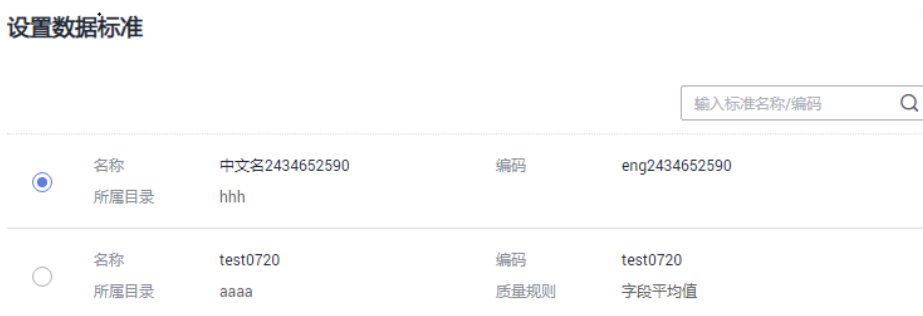 设置数据标准
输入标准名称/编码
名称 中文名2434652590 编码 eng2434652590
所属目录 hhh
名称 test0720 编码 test0720
所属目录 aaaa 质量规则 字段平均值